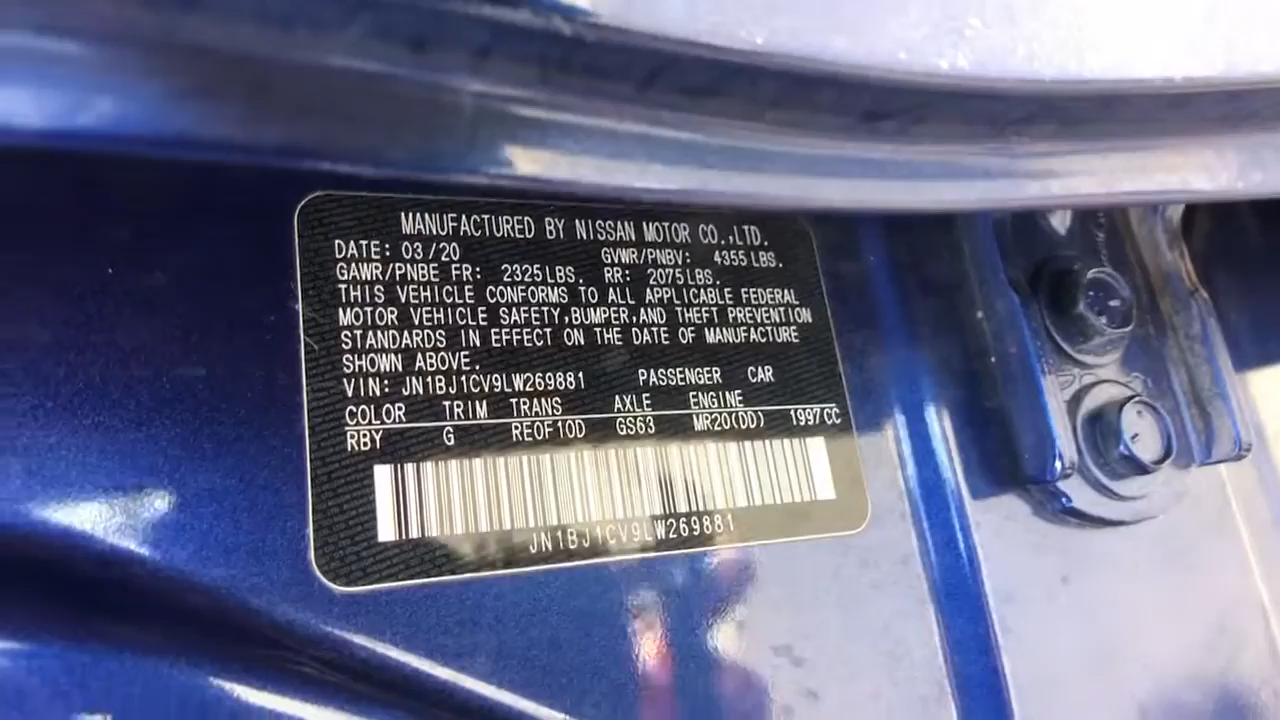 MANUFACTURED BY NISSAN MOTOR CO.,LTD.
DATE: 03/20 GVWR/PNBV: 4355LBS.
GAWR/PNBE FR: 2325LBS. RR: 2075LBS.
THIS VEHICLE CONFORMS TO ALL APPLICABLE FEDERAL
MOTOR VEHICLE SAFETY,BUMPER,AND THEFT PREVENTION
STANDARDS IN EFFECT ON THE DATE OF MANUFACTURE
SHOWN ABOVE.
VIN: JN1BJ1CV9LW269881 PASSENGER CAR
COLOR TRIM TRANS AXLE ENGINE
RBY G RE0F10D GS63 MR20(DD) 1997CC
JN1BJ1CV9LW269881